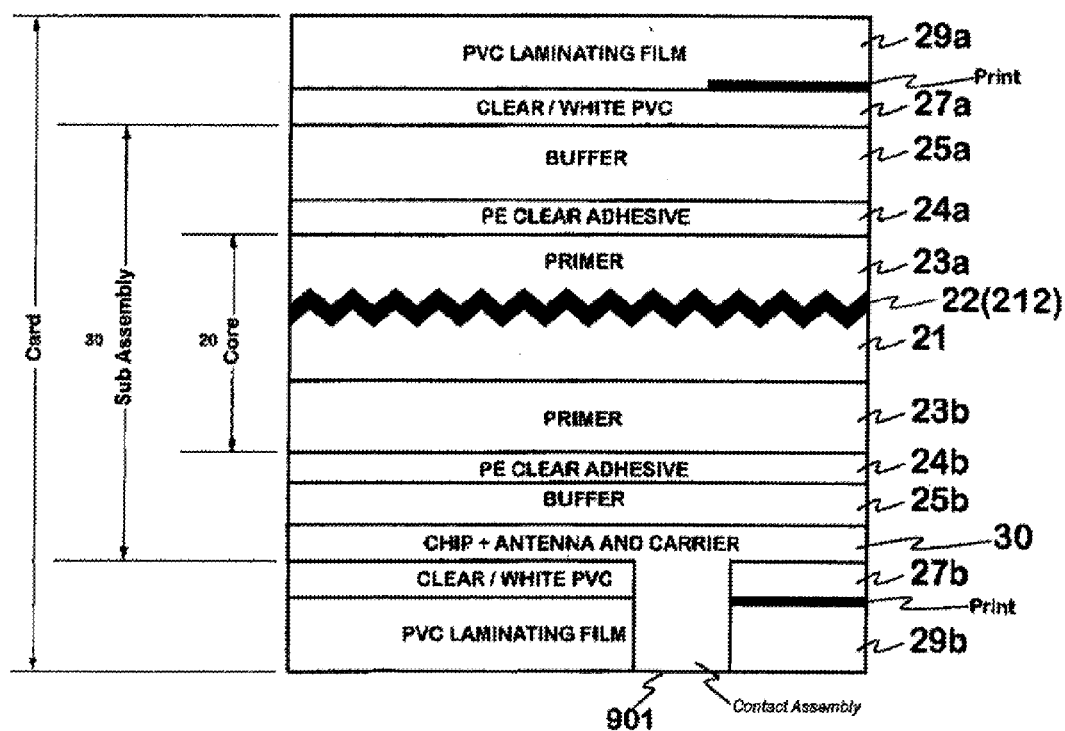 PVC LAMINATING FILM
29a
Print
CLEAR / WHITE PVC
27a
BUFFER
25a
PE CLEAR ADHESIVE
24a
PRIMER
23a
22(212)
21
Card
30
Sub Assembly
20
Core
PRIMER
23b
PE CLEAR ADHESIVE
24b
BUFFER
25b
CHIP + ANTENNA AND CARRIER
30
CLEAR / WHITE PVC
27b
Print
PVC LAMINATING FILM
29b
901
Contact Assembly